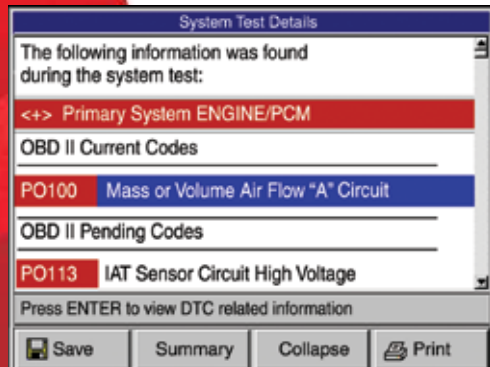 System Test Details
The following information was found
during the system test:
<+> Primary System ENGINE/PCM
OBD II Current Codes
PO100 Mass or Volume Air Flow “A” Circuit
OBD II Pending Codes
PO113 IAT Sensor Circuit High Voltage
Press ENTER to view DTC related information
Save Summary Collapse Print